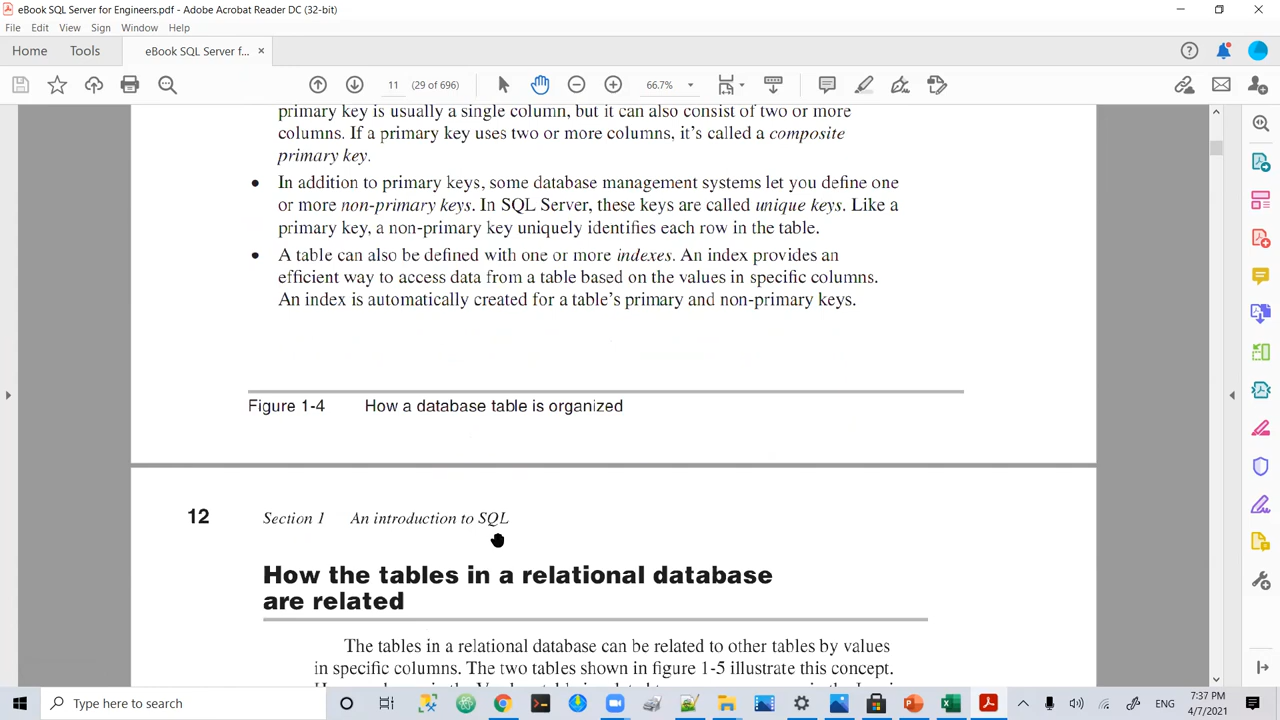 eBook SQL Server for Engineers.pdf - Adobe Acrobat Reader DC (32-bit)
File Edit View Sign Window Help
Home Tools eBook SQL Server f... ×
11 (29 of 696) 66.7%
primary key is usually a single column, but it can also consist of two or more
columns. If a primary key uses two or more columns, it's called a composite
primary key.
• In addition to primary keys, some database management systems let you define one
or more non-primary keys. In SQL Server, these keys are called unique keys. Like a
primary key, a non-primary key uniquely identifies each row in the table.
• A table can also be defined with one or more indexes. An index provides an
efficient way to access data from a table based on the values in specific columns.
An index is automatically created for a table's primary and non-primary keys.
Figure 1-4 How a database table is organized
12 Section 1 An introduction to SQL
How the tables in a relational database
are related
The tables in a relational database can be related to other tables by values
in specific columns. The two tables shown in figure 1-5 illustrate this concept.
Type here to search
ENG
7:37 PM
4/7/2021